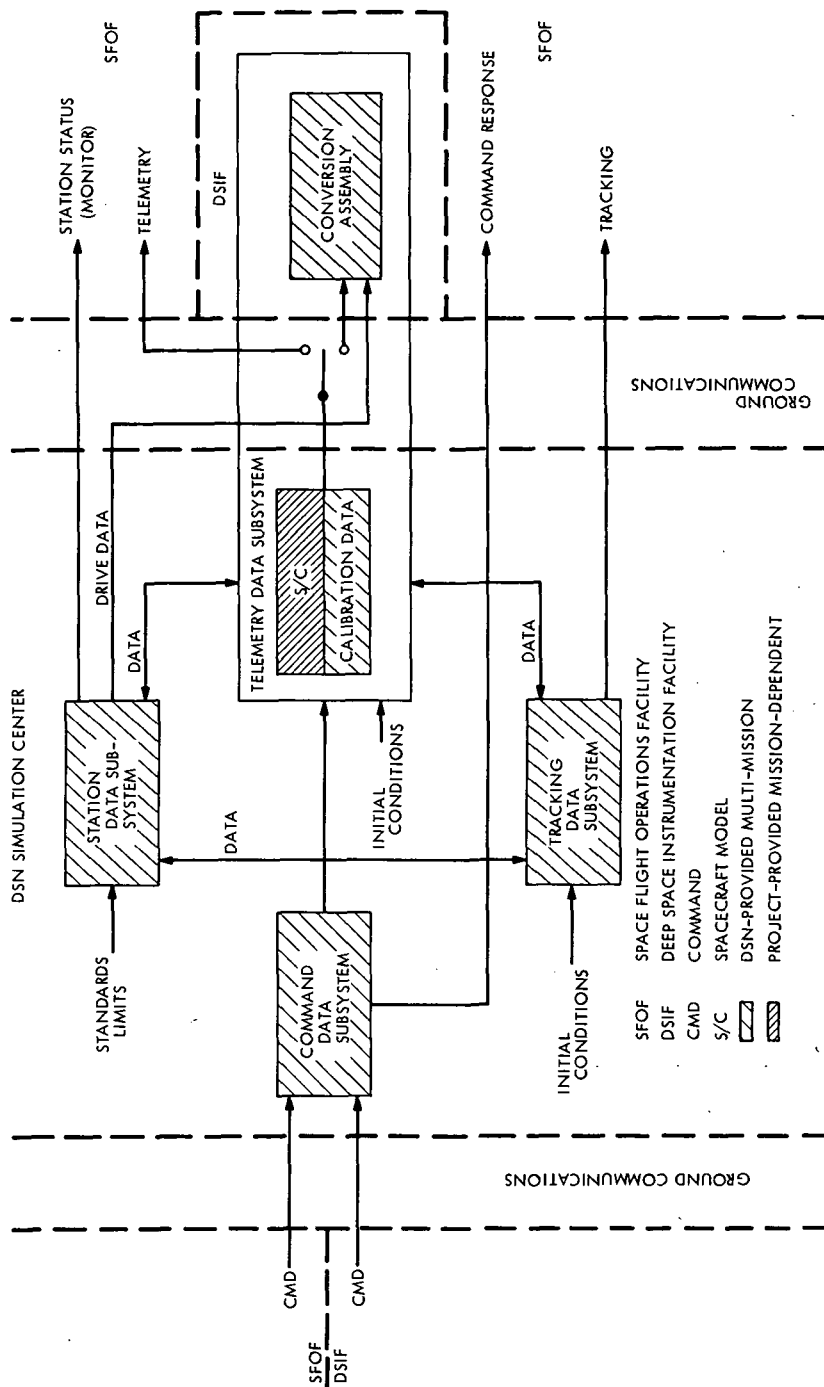 DSN SIMULATION CENTER
SFOF
STATION STATUS
(MONITOR)
TELEMETRY
DRIVE DATA
DATA
STATION
DATA SUB-
SYSTEM
STANDARDS
LIMITS
DSIF
CONVERSION
ASSEMBLY
TELEMETRY DATA SUBSYSTEM
S/C
CALIBRATION DATA
DATA
INITIAL
CONDITIONS
COMMAND
DATA
SUBSYSTEM
CMD
CMD
SFOF
DSIF
GROUND COMMUNICATIONS
GROUND
COMMUNICATIONS
COMMAND RESPONSE
SFOF
DATA
TRACKING
DATA
SUBSYSTEM
TRACKING
INITIAL
CONDITIONS
SFOF SPACE FLIGHT OPERATIONS FACILITY
DSIF DEEP SPACE INSTRUMENTATION FACILITY
CMD COMMAND
S/C SPACECRAFT MODEL
DSN-PROVIDED MULTI-MISSION
PROJECT-PROVIDED MISSION-DEPENDENT